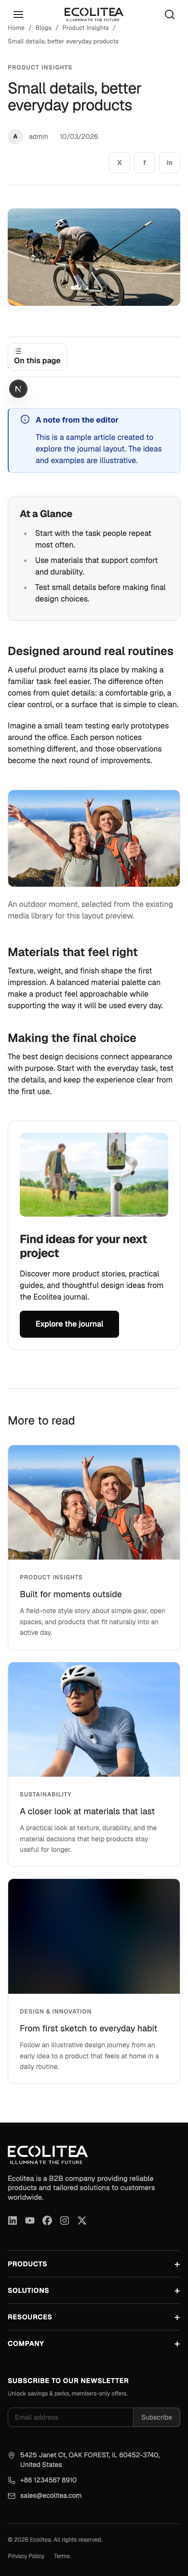 ECOLITEA
ILLUMINATE THE FUTURE
Home / Blogs / Product Insights /
Small details, better everyday products
PRODUCT INSIGHTS
Small details, better
everyday products
A admin 10/03/2026
X f in
On this page
N
A note from the editor
This is a sample article created to
explore the journal layout. The ideas
and examples are illustrative.
At a Glance
Start with the task people repeat
most often.
Use materials that support comfort
and durability.
Test small details before making final
design choices.
Designed around real routines
A useful product earns its place by making a
familiar task feel easier. The difference often
comes from quiet details: a comfortable grip, a
clear control, or a surface that is simple to clean.
Imagine a small team testing early prototypes
around the office. Each person notices
something different, and those observations
become the next round of improvements.
An outdoor moment, selected from the existing
media library for this layout preview.
Materials that feel right
Texture, weight, and finish shape the first
impression. A balanced material palette can
make a product feel approachable while
supporting the way it will be used every day.
Making the final choice
The best design decisions connect appearance
with purpose. Start with the everyday task, test
the details, and keep the experience clear from
the first use.
Find ideas for your next
project
Discover more product stories, practical
guides, and thoughtful design ideas from
the Ecolitea journal.
Explore the journal
More to read
PRODUCT INSIGHTS
Built for moments outside
A field-note style story about simple gear, open
spaces, and products that fit naturally into an
active day.
SUSTAINABILITY
A closer look at materials that last
A practical look at texture, durability, and the
material decisions that help products stay
useful for longer.
DESIGN & INNOVATION
From first sketch to everyday habit
Follow an illustrative design journey from an
early idea to a product that feels at home in a
daily routine.
ECOLITEA
ILLUMINATE THE FUTURE
Ecolitea is a B2B company providing reliable
products and tailored solutions to customers
worldwide.
PRODUCTS +
SOLUTIONS +
RESOURCES +
COMPANY +
SUBSCRIBE TO OUR NEWSLETTER
Unlock savings & perks, members-only offers.
Email address Subscribe
5425 Janet Ct, OAK FOREST, IL 60452-3740,
United States
+86 1234567 8910
sales@ecolitea.com
© 2026 Ecolitea. All rights reserved.
Privacy Policy Terms